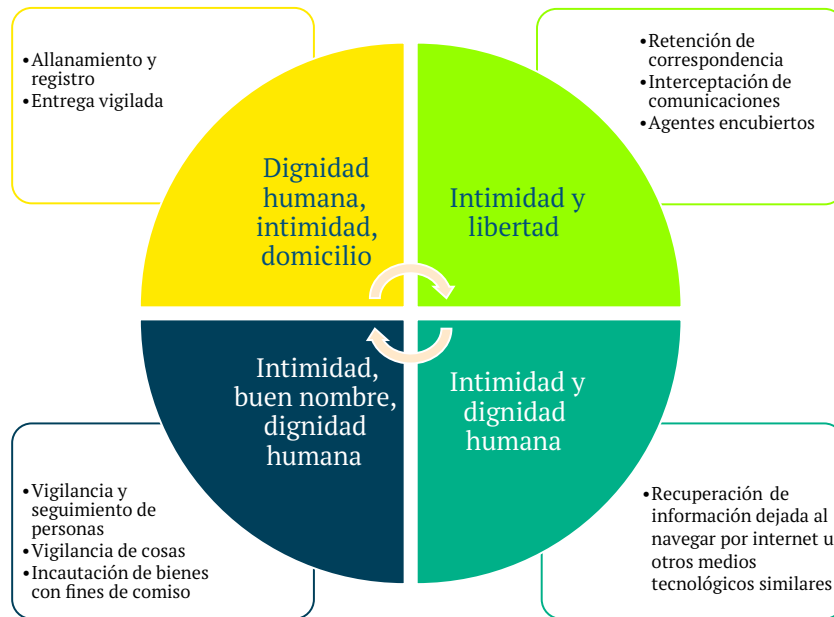 •Allanamiento y
registro
•Entrega vigilada
•Retención de
correspondencia
•Interceptación de
comunicaciones
•Agentes encubiertos
Dignidad
humana,
intimidad,
domicilio
Intimidad y
libertad
Intimidad,
buen nombre,
dignidad
humana
Intimidad y
dignidad
humana
•Vigilancia y
seguimiento de
personas
•Vigilancia de cosas
•Incautación de bienes
con fines de comiso
•Recuperación de
información dejada al
navegar por internet u
otros medios
tecnológicos similares